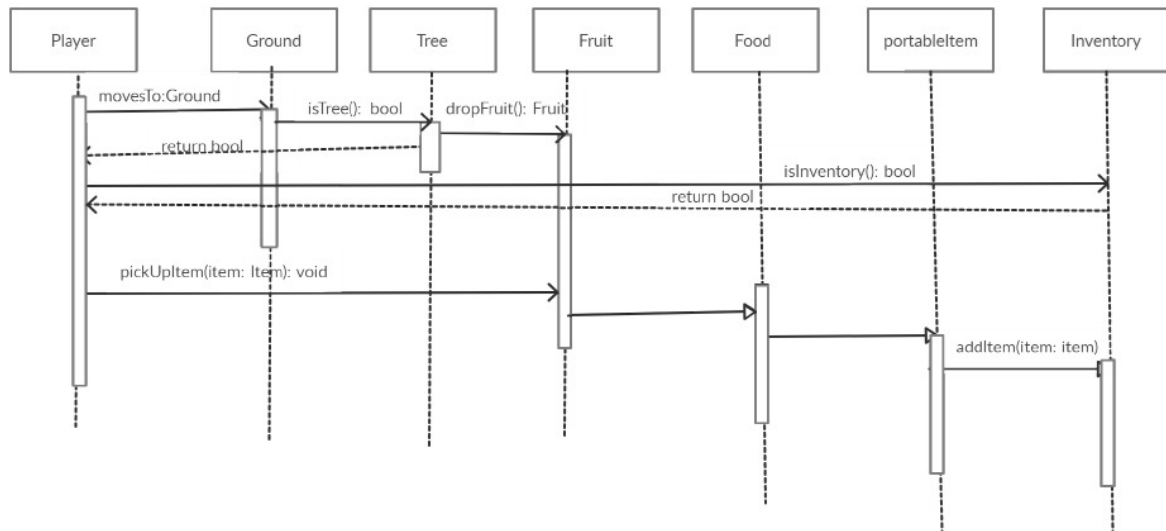 Player
Ground
Tree
Fruit
Food
portableItem
Inventory
movesTo:Ground
isTree(): bool
dropFruit(): Fruit
return bool
isInventory(): bool
return bool
pickUpItem(item: Item): void
addItem(item: item)